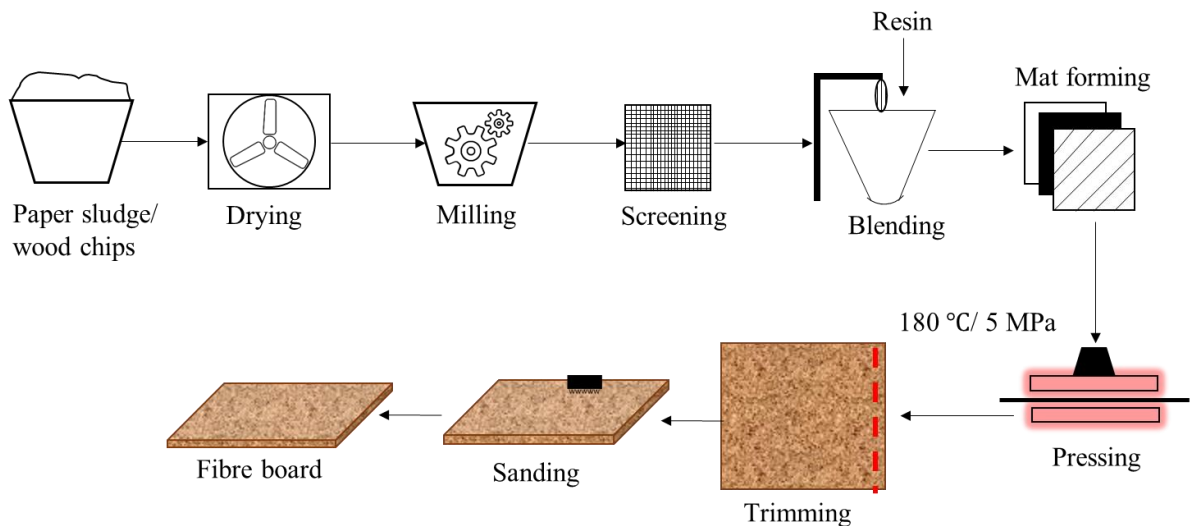 Resin
Mat forming
Paper sludge/
wood chips
Drying
Milling
Screening
Blending
180 °C/ 5 MPa
Fibre board
Sanding
Trimming
Pressing